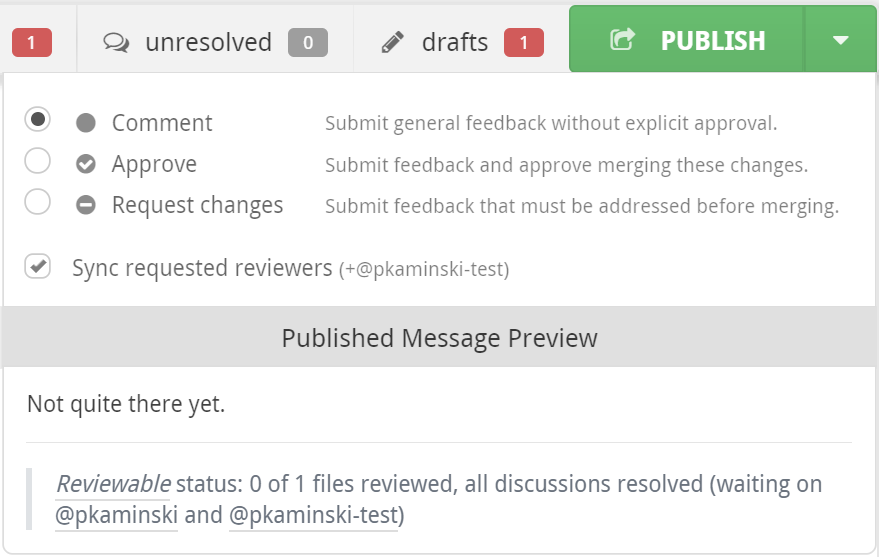 1 unresolved 0 drafts 1 PUBLISH
Comment Submit general feedback without explicit approval.
Approve Submit feedback and approve merging these changes.
Request changes Submit feedback that must be addressed before merging.
Sync requested reviewers (+@pkaminski-test)
Published Message Preview
Not quite there yet.
Reviewable status: 0 of 1 files reviewed, all discussions resolved (waiting on
@pkaminski and @pkaminski-test)